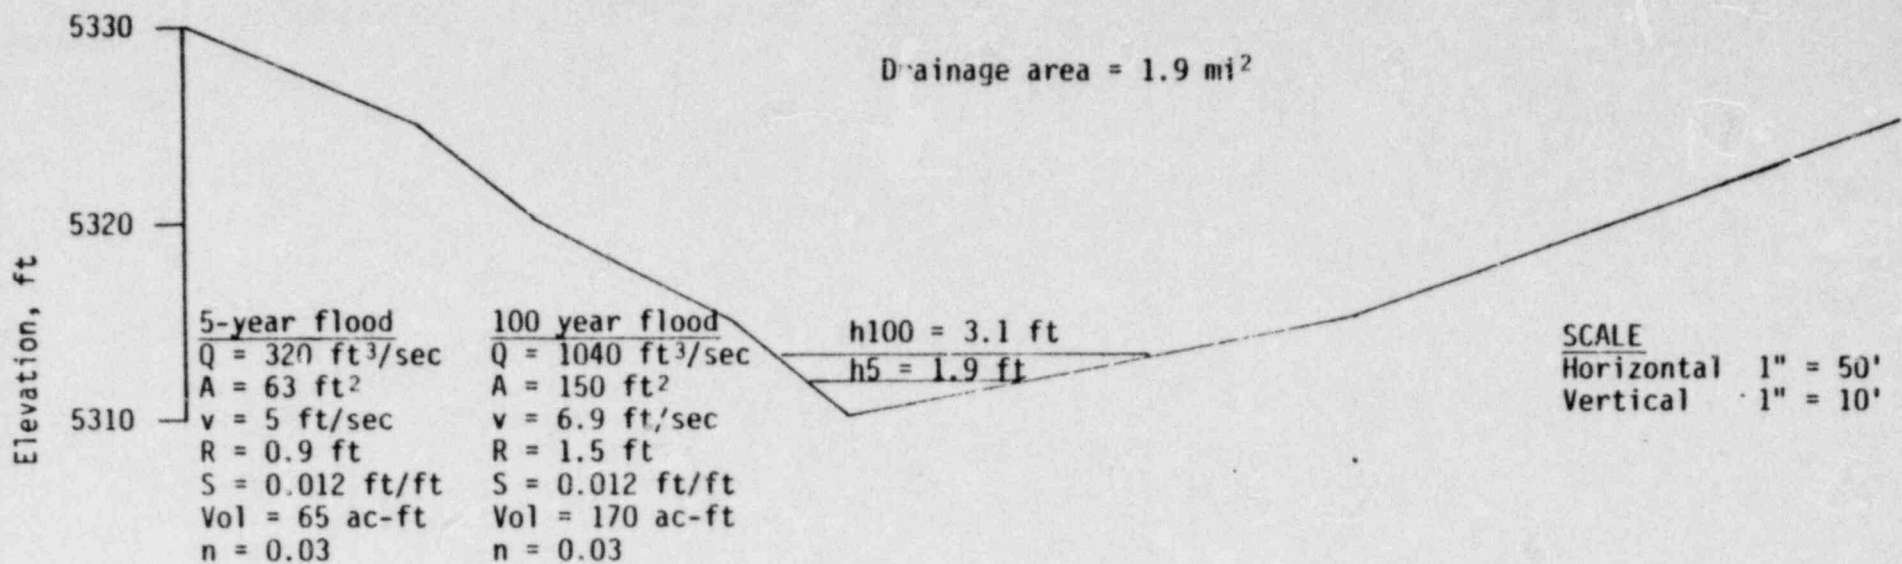 5330
Drainage area = 1.9 mi²
5320
Elevation, ft
5310
5-year flood
Q = 320 ft³/sec
A = 63 ft²
v = 5 ft/sec
R = 0.9 ft
S = 0.012 ft/ft
Vol = 65 ac-ft
n = 0.03
100 year flood
Q = 1040 ft³/sec
A = 150 ft²
v = 6.9 ft/sec
R = 1.5 ft
S = 0.012 ft/ft
Vol = 170 ac-ft
n = 0.03
h100 = 3.1 ft
h5 = 1.9 ft
SCALE
Horizontal 1" = 50'
Vertical 1" = 10'